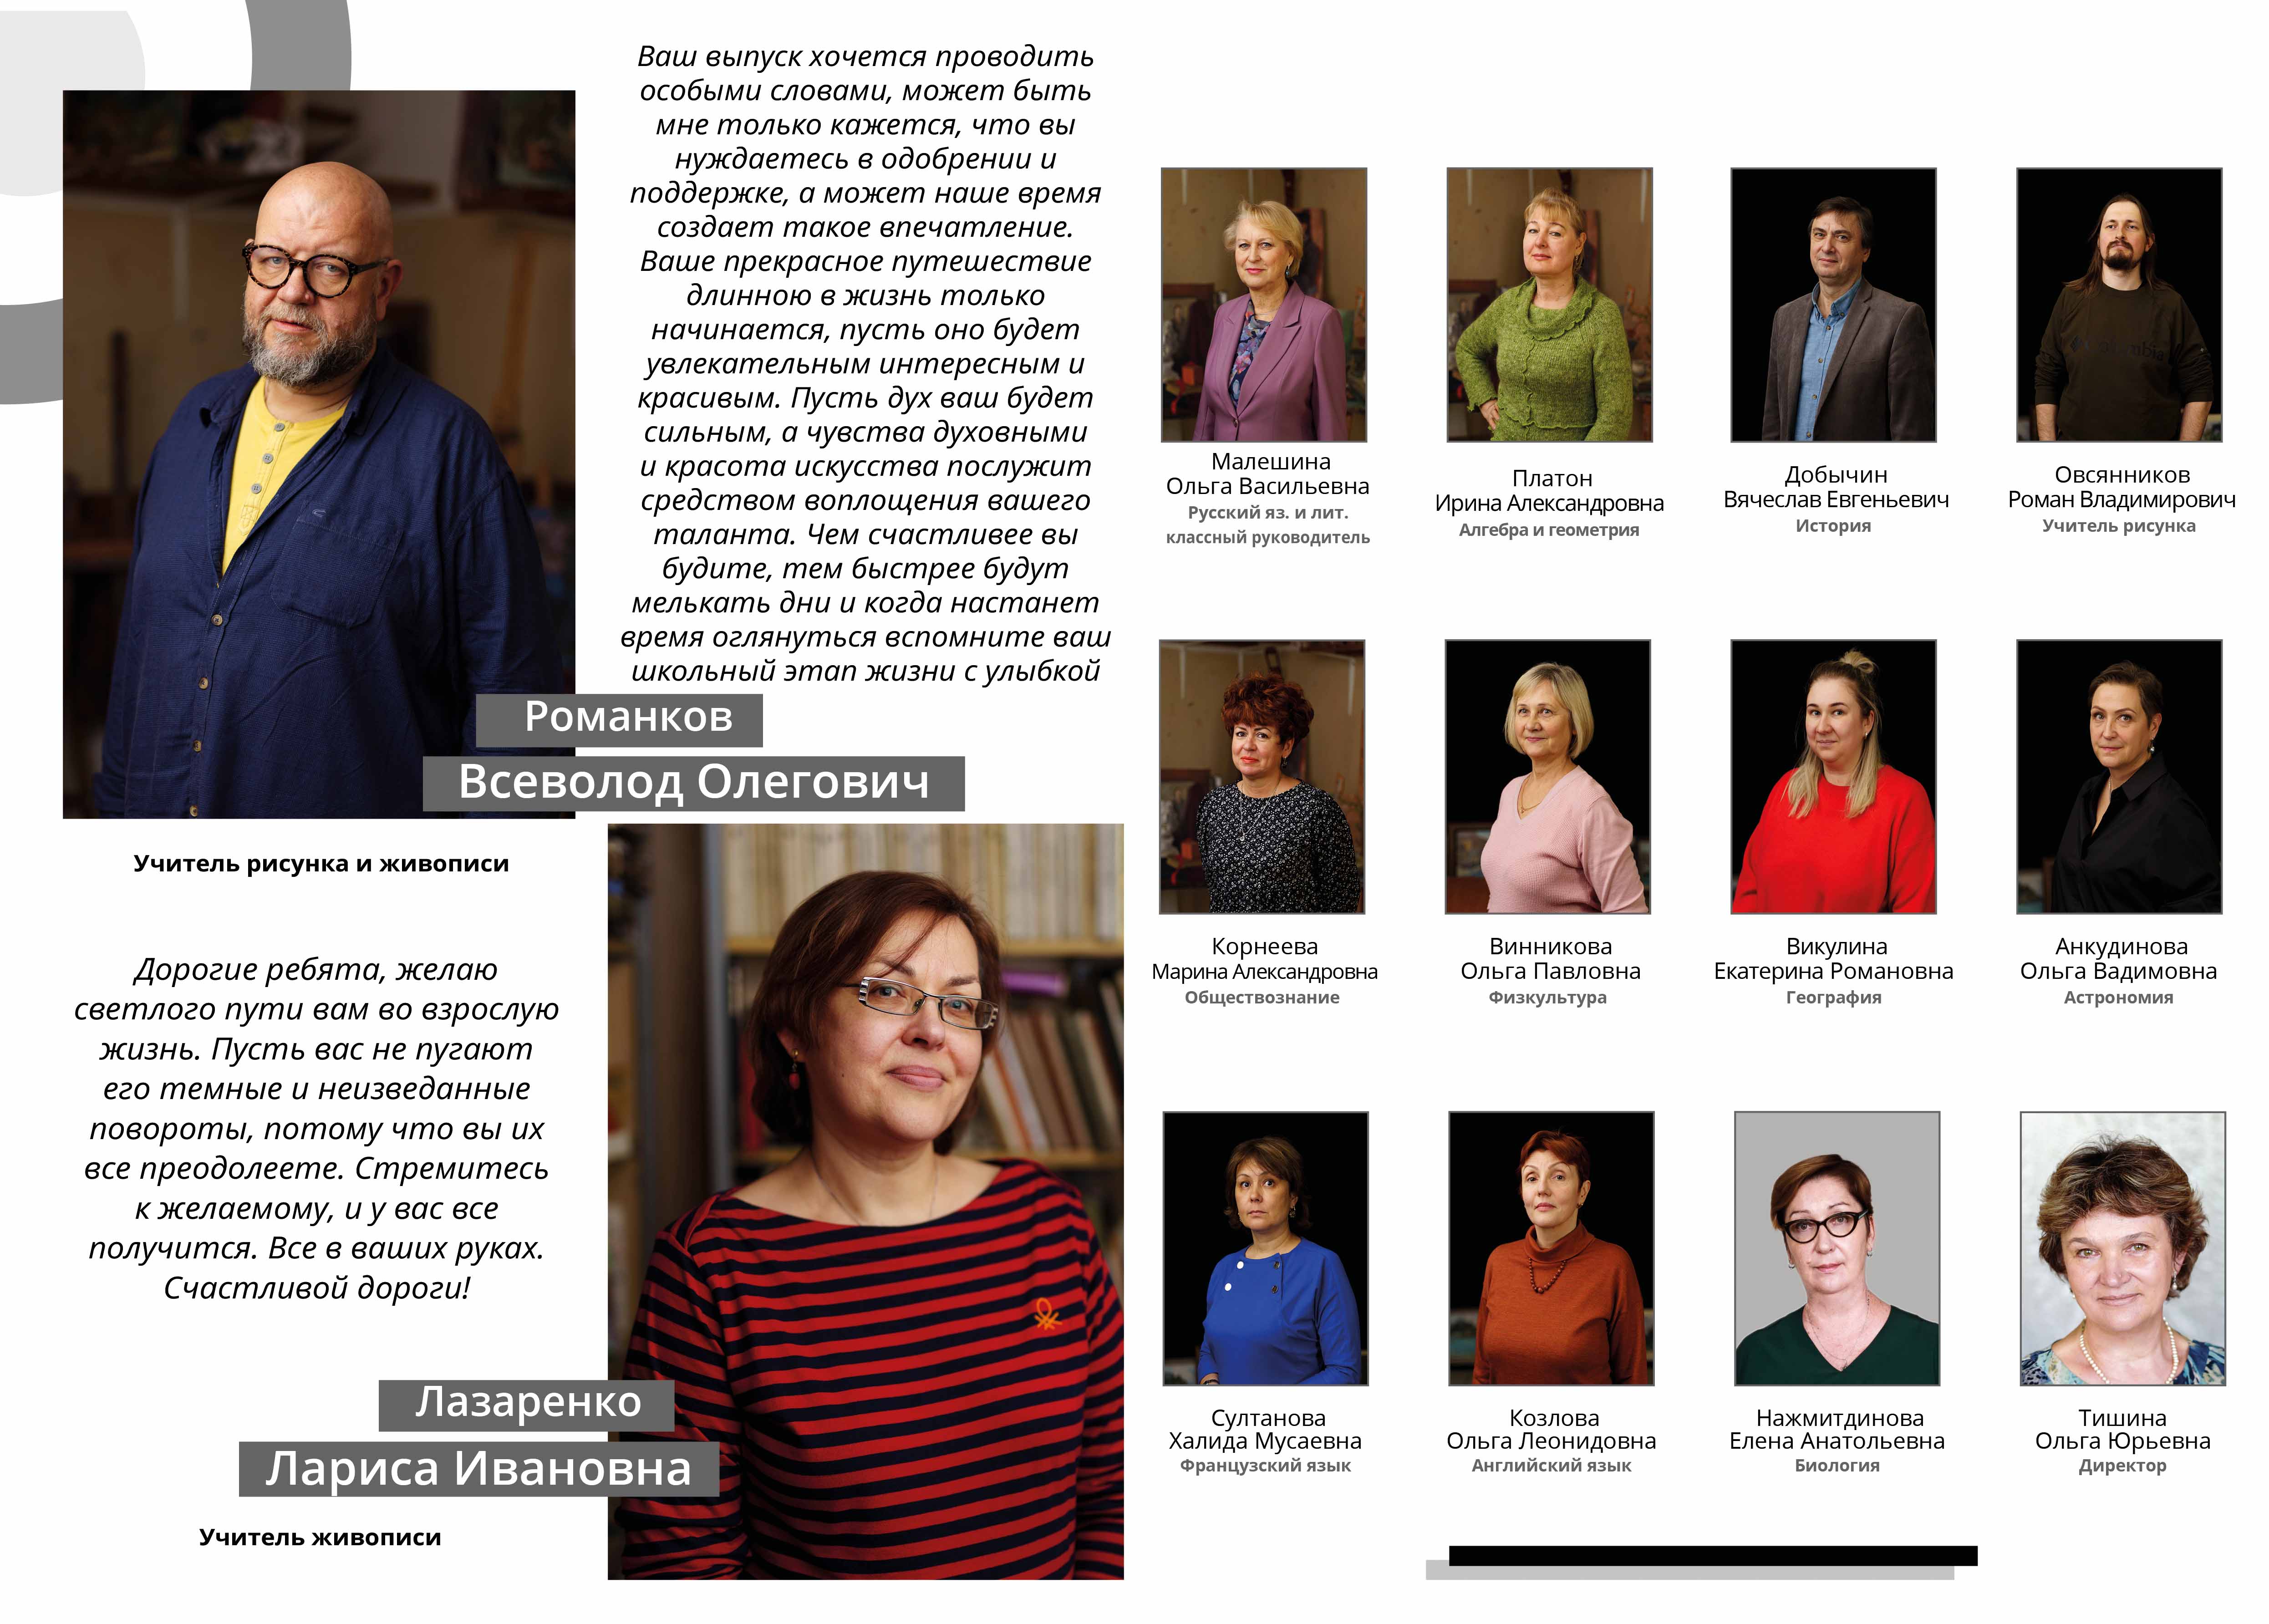 Ваш выпуск хочется проводить
особыми словами, может быть
мне только кажется, что вы
нуждаетесь в одобрении и
поддержке, а может наше время
создает такое впечатление.
Ваше прекрасное путешествие
длинною в жизнь только
начинается, пусть оно будет
увлекательным интересным и
красивым. Пусть дух ваш будет
сильным, а чувства духовными
и красота искусства послужит
средством воплощения вашего
таланта. Чем счастливее вы
будите, тем быстрее будут
мелькать дни и когда настанет
время оглянуться вспомните ваш
школьный этап жизни с улыбкой
Романков
Всеволод Олегович
Учитель рисунка и живописи
Дорогие ребята, желаю
светлого пути вам во взрослую
жизнь. Пусть вас не пугают
его темные и неизведанные
повороты, потому что вы их
все преодолеете. Стремитесь
к желаемому, и у вас все
получится. Все в ваших руках.
Счастливой дороги!
Лазаренко
Лариса Ивановна
Учитель живописи
Малешина
Ольга Васильевна
Русский яз. и лит.
классный руководитель
Платон
Ирина Александровна
Алгебра и геометрия
Добычин
Вячеслав Евгеньевич
История
Овсянников
Роман Владимирович
Учитель рисунка
Корнеева
Марина Александровна
Обществознание
Винникова
Ольга Павловна
Физкультура
Викулина
Екатерина Романовна
География
Анкудинова
Ольга Вадимовна
Астрономия
Султанова
Халида Мусаевна
Французский язык
Козлова
Ольга Леонидовна
Английский язык
Нажмитдинова
Елена Анатольевна
Биология
Тишина
Ольга Юрьевна
Директор